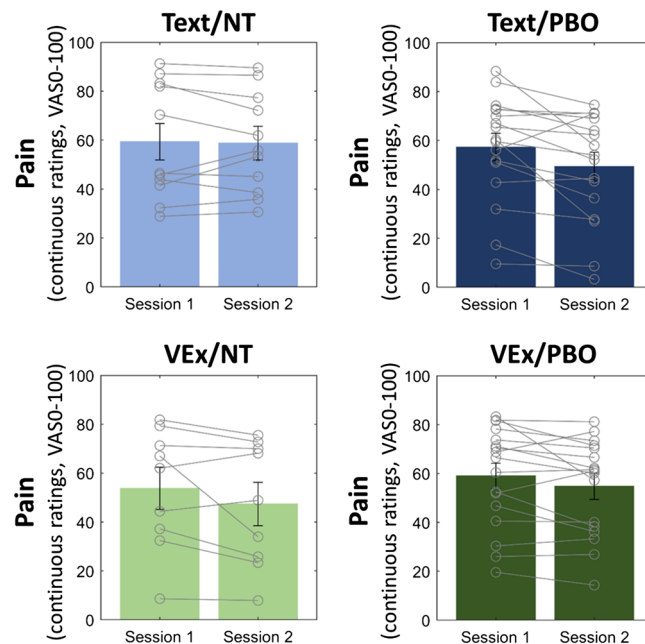 Text/NT
Pain
(continuous ratings, VAS0-100)
100
80
60
40
20
0
Session 1 Session 2
Text/PBO
Pain
(continuous ratings, VAS0-100)
100
80
60
40
20
0
Session 1 Session 2
VEx/NT
Pain
(continuous ratings, VAS0-100)
100
80
60
40
20
0
Session 1 Session 2
VEx/PBO
Pain
(continuous ratings, VAS0-100)
100
80
60
40
20
0
Session 1 Session 2